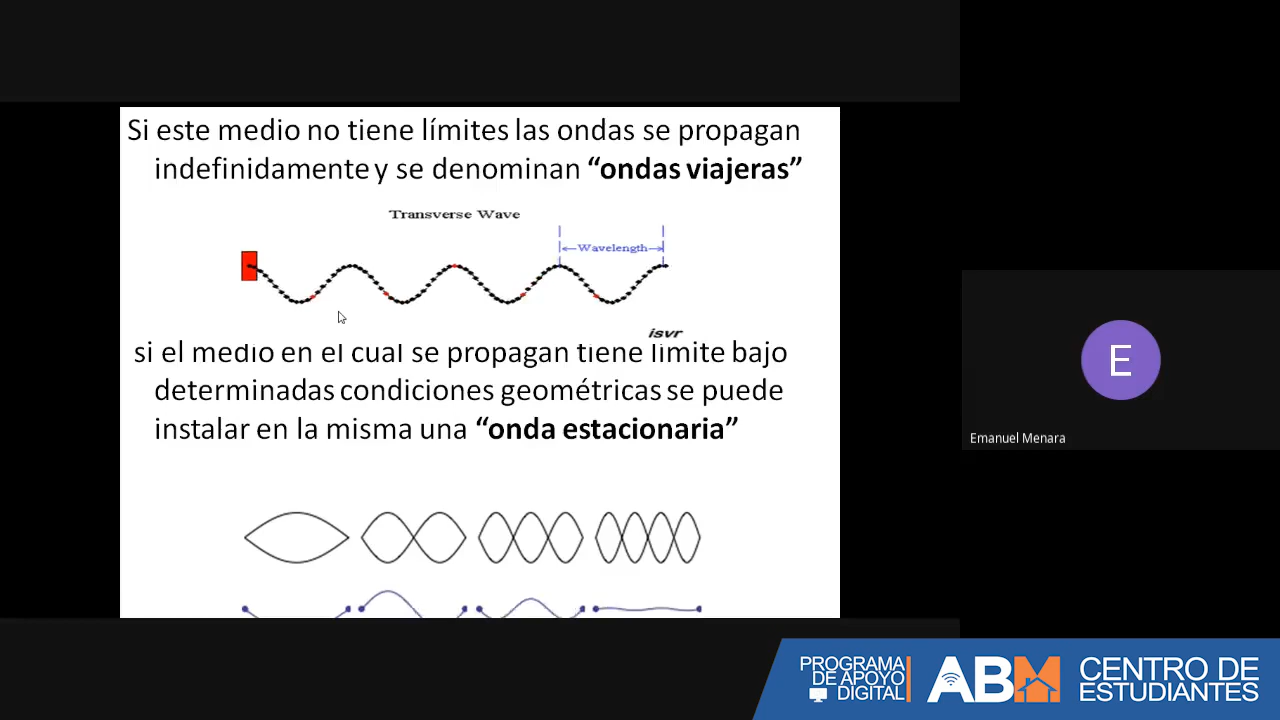 Si este medio no tiene límites las ondas se propagan
indefinidamente y se denominan “ondas viajeras”
Transverse Wave
Wavelength
isvr
si el medio en el cual se propagan tiene limite bajo
determinadas condiciones geométricas se puede
instalar en la misma una “onda estacionaria”
E
Emanuel Menara
PROGRAMA
DE APOYO
DIGITAL
ABM
CENTRO DE
ESTUDIANTES